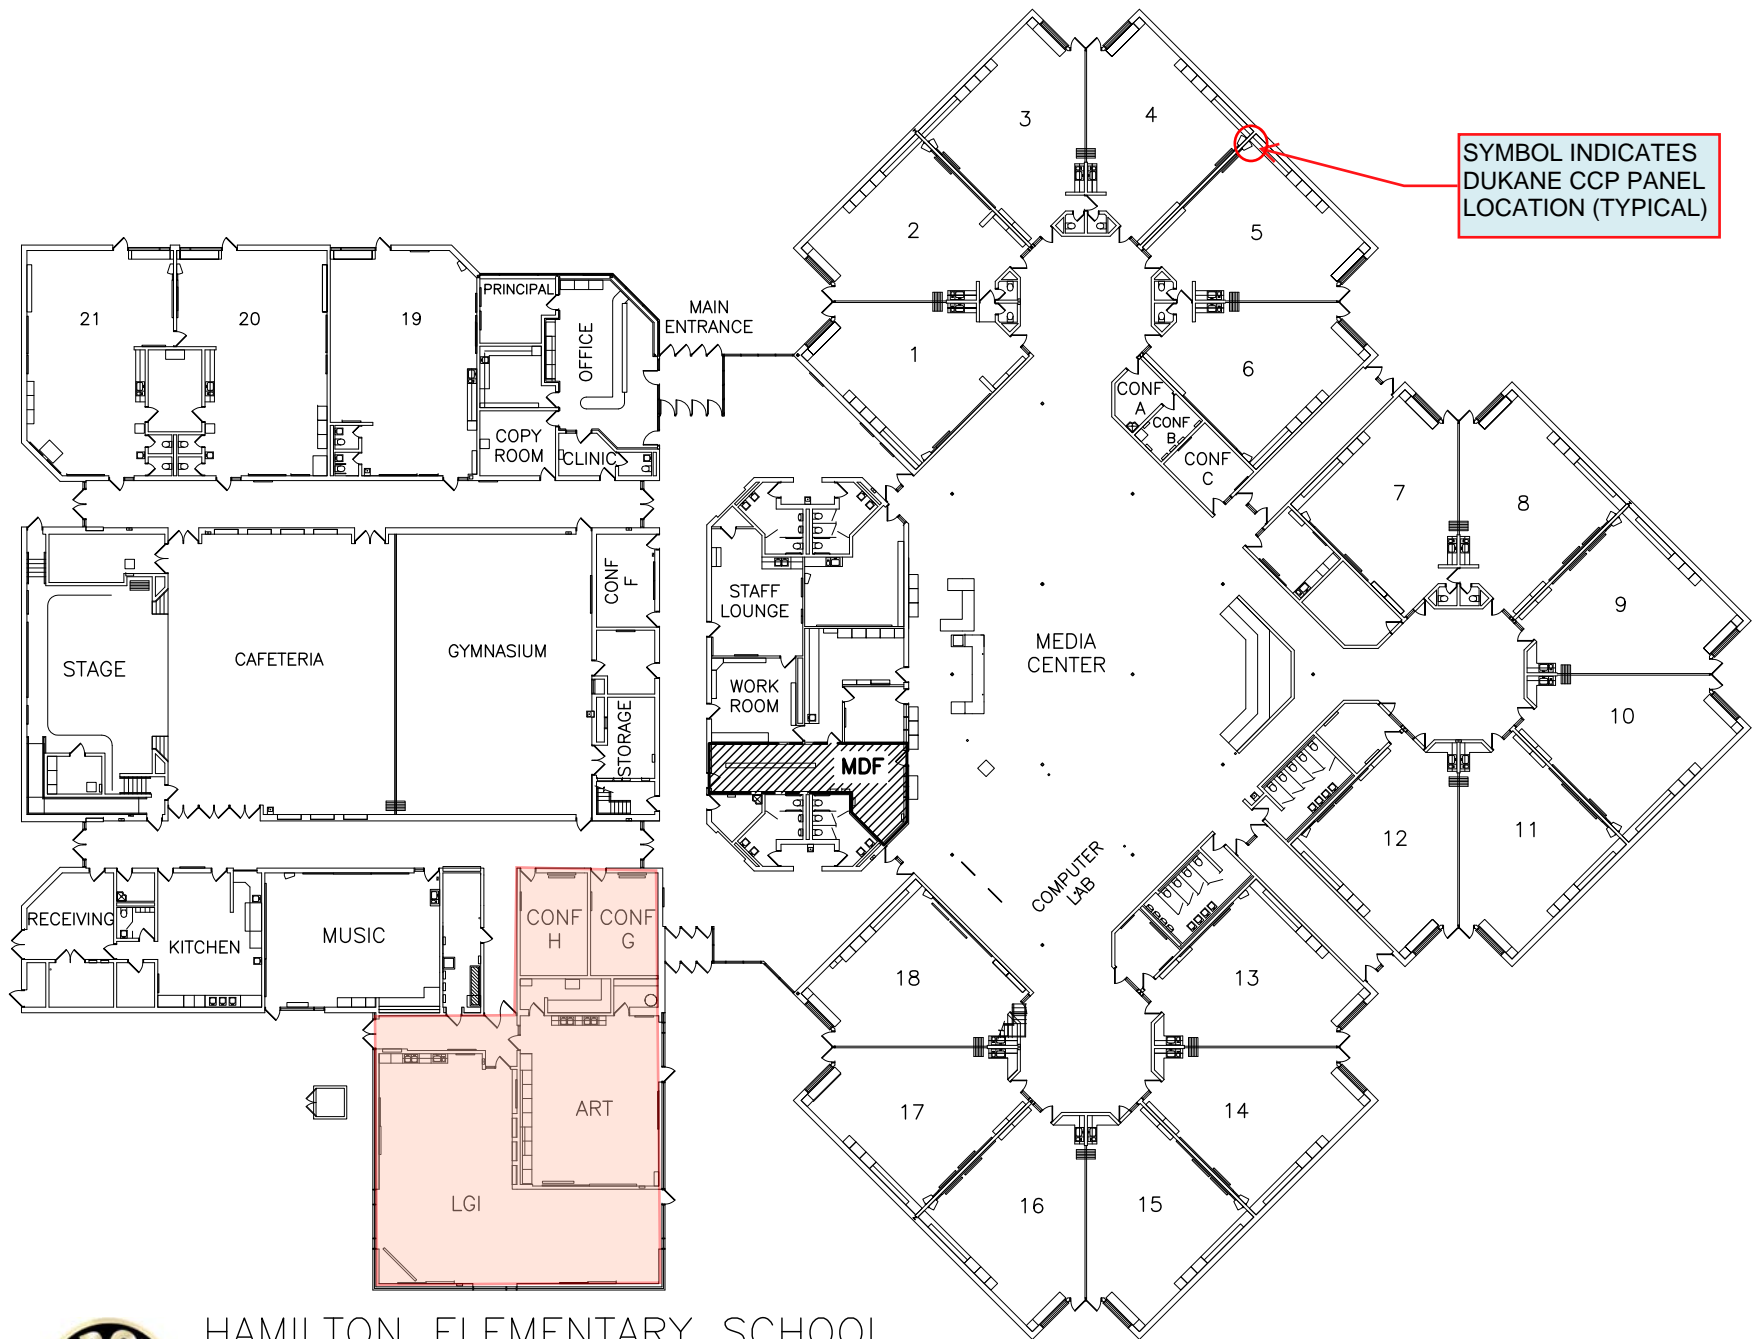 3
4
SYMBOL INDICATES
DUKANE CCP PANEL
LOCATION (TYPICAL)
2
5
PRINCIPAL
MAIN
ENTRANCE
21
20
19
OFFICE
1
6
CONF
A
CONF
B
CONF
C
COPY
ROOM
CLINIC
7
8
9
CONF
F
STAFF
LOUNGE
STAGE
CAFETERIA
GYMNASIUM
MEDIA
CENTER
WORK
ROOM
STORAGE
10
MDF
12
11
COMPUTER
LAB
RECEIVING
KITCHEN
MUSIC
CONF
H
CONF
G
18
13
ART
17
14
LGI
16
15
HAMILTON ELEMENTARY SCHOOL